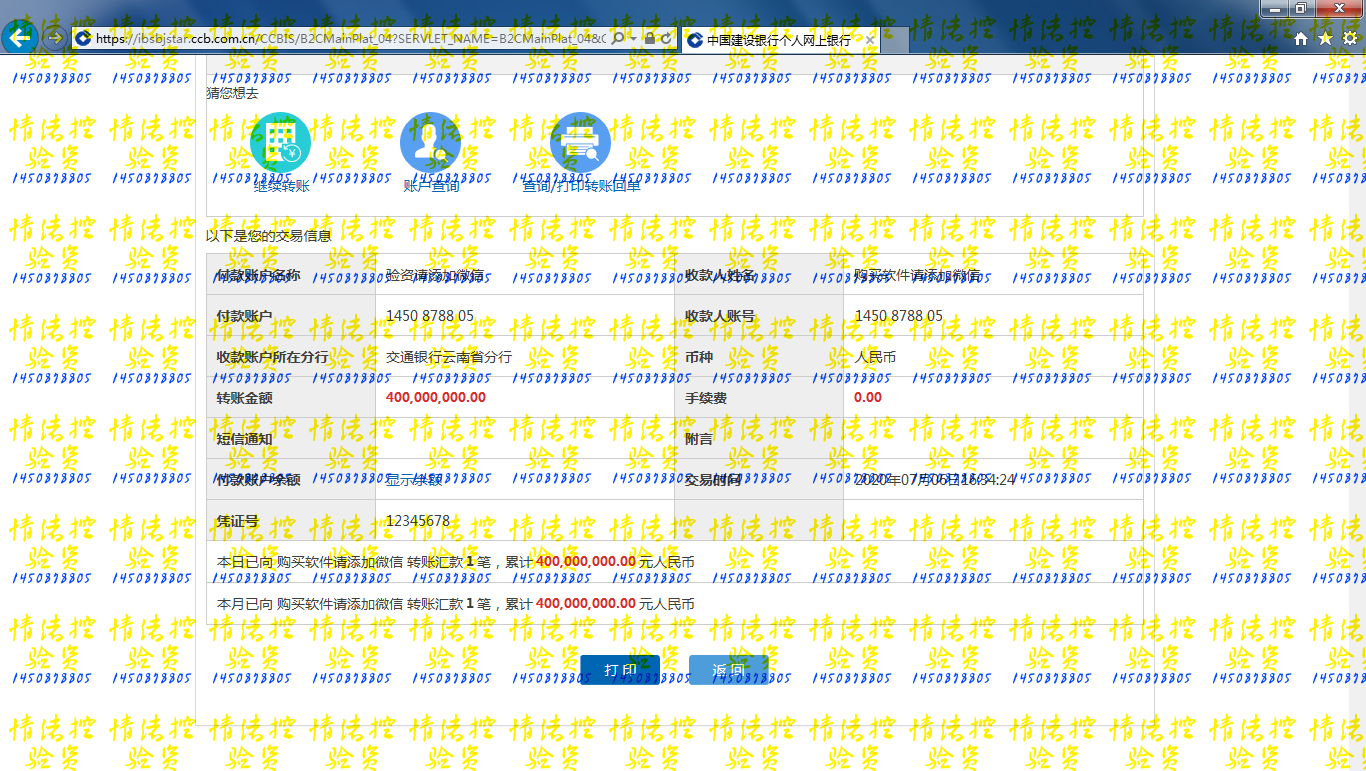 https://ibsbjstar.ccb.com.cn/CCBIS/B2CMainPlat_04?SERVLET_NAME=B2CMainPlat_04&
中国建设银行个人网上银行
猜您想去
继续转账 账户查询 查询/打印转账回单
以下是您的交易信息
付款账户名称 验资请添加微信 收款人姓名 购买软件请添加微信
付款账户 1450 8788 05 收款人账号 1450 8788 05
收款账户所在分行 交通银行云南省分行 币种 人民币
转账金额 400,000,000.00 手续费 0.00
短信通知 附言
付款账户余额 显示余额 交易时间 2020年07月06日16:34:24
凭证号 12345678
本日已向 购买软件请添加微信 转账汇款 1 笔，累计 400,000,000.00 元人民币
本月已向 购买软件请添加微信 转账汇款 1 笔，累计 400,000,000.00 元人民币
打 印 返 回
验资
1450878805